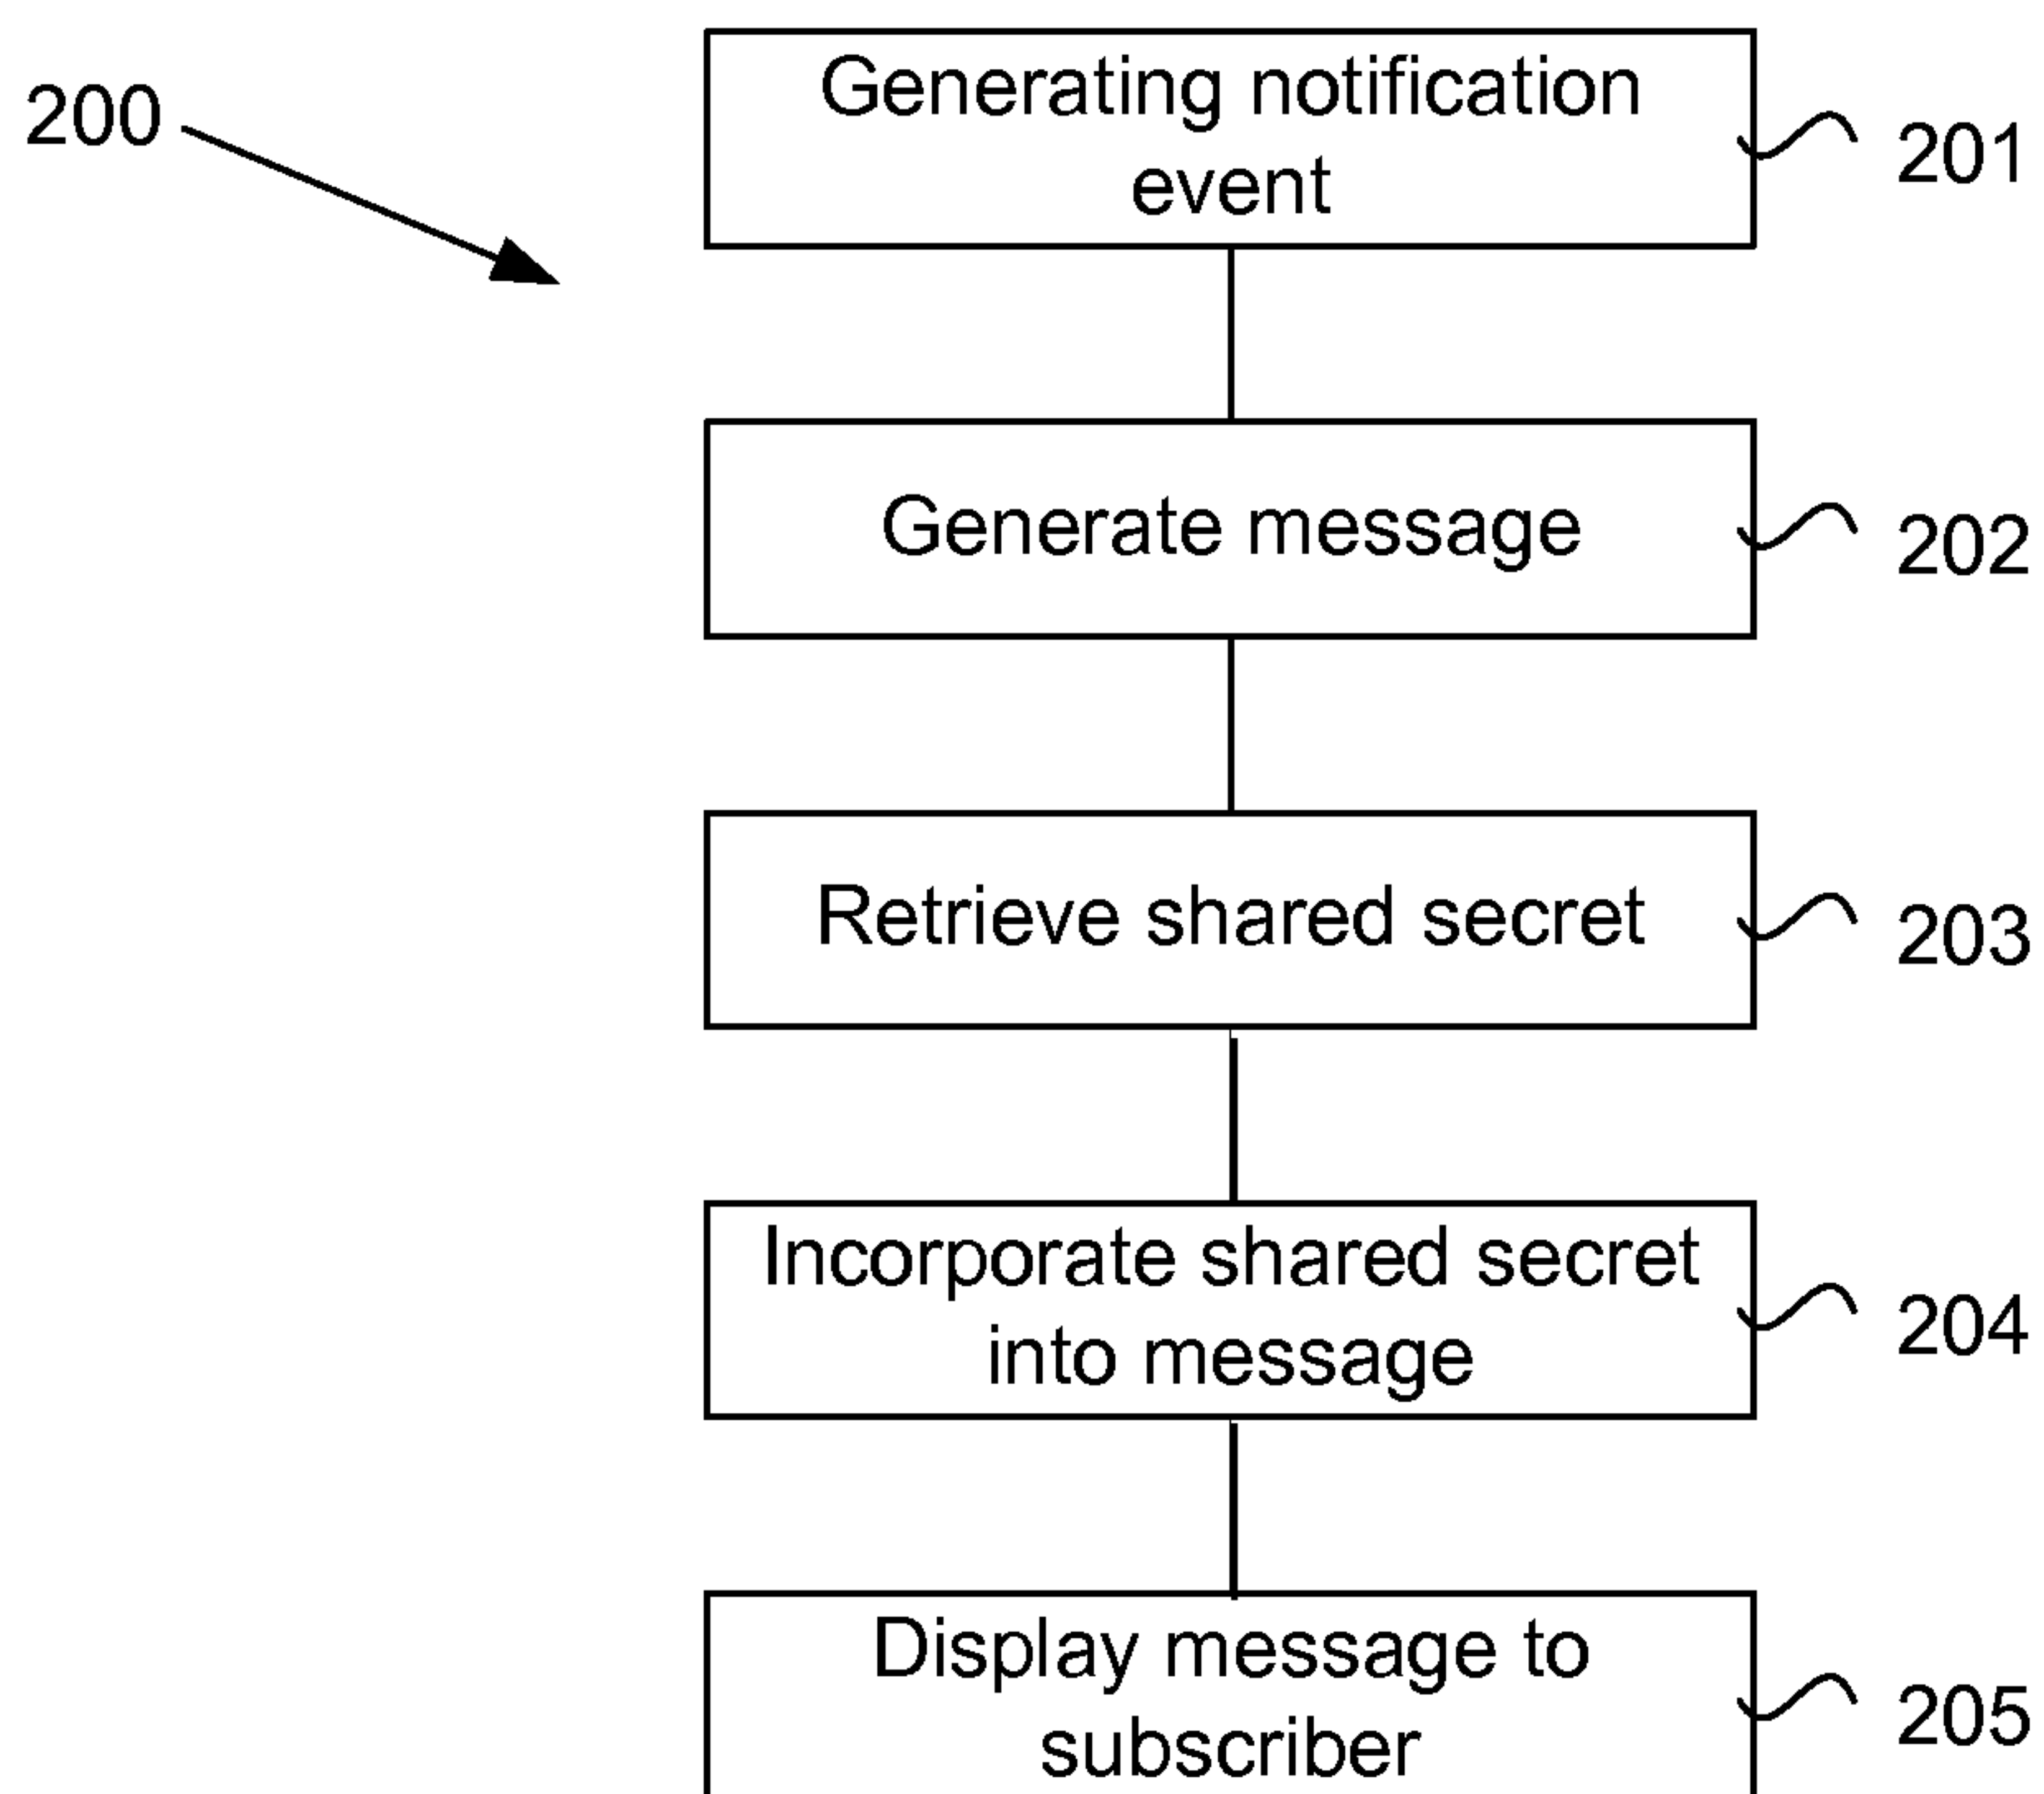 200
Generating notification
event
201
Generate message
202
Retrieve shared secret
203
Incorporate shared secret
into message
204
Display message to
subscriber
205